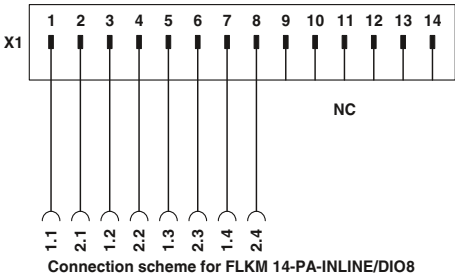 1 2 3 4 5 6 7 8 9 10 11 12 13 14
X1
NC
1.1 2.1 1.2 2.2 1.3 2.3 1.4 2.4
Connection scheme for FLKM 14-PA-INLINE/DIO8